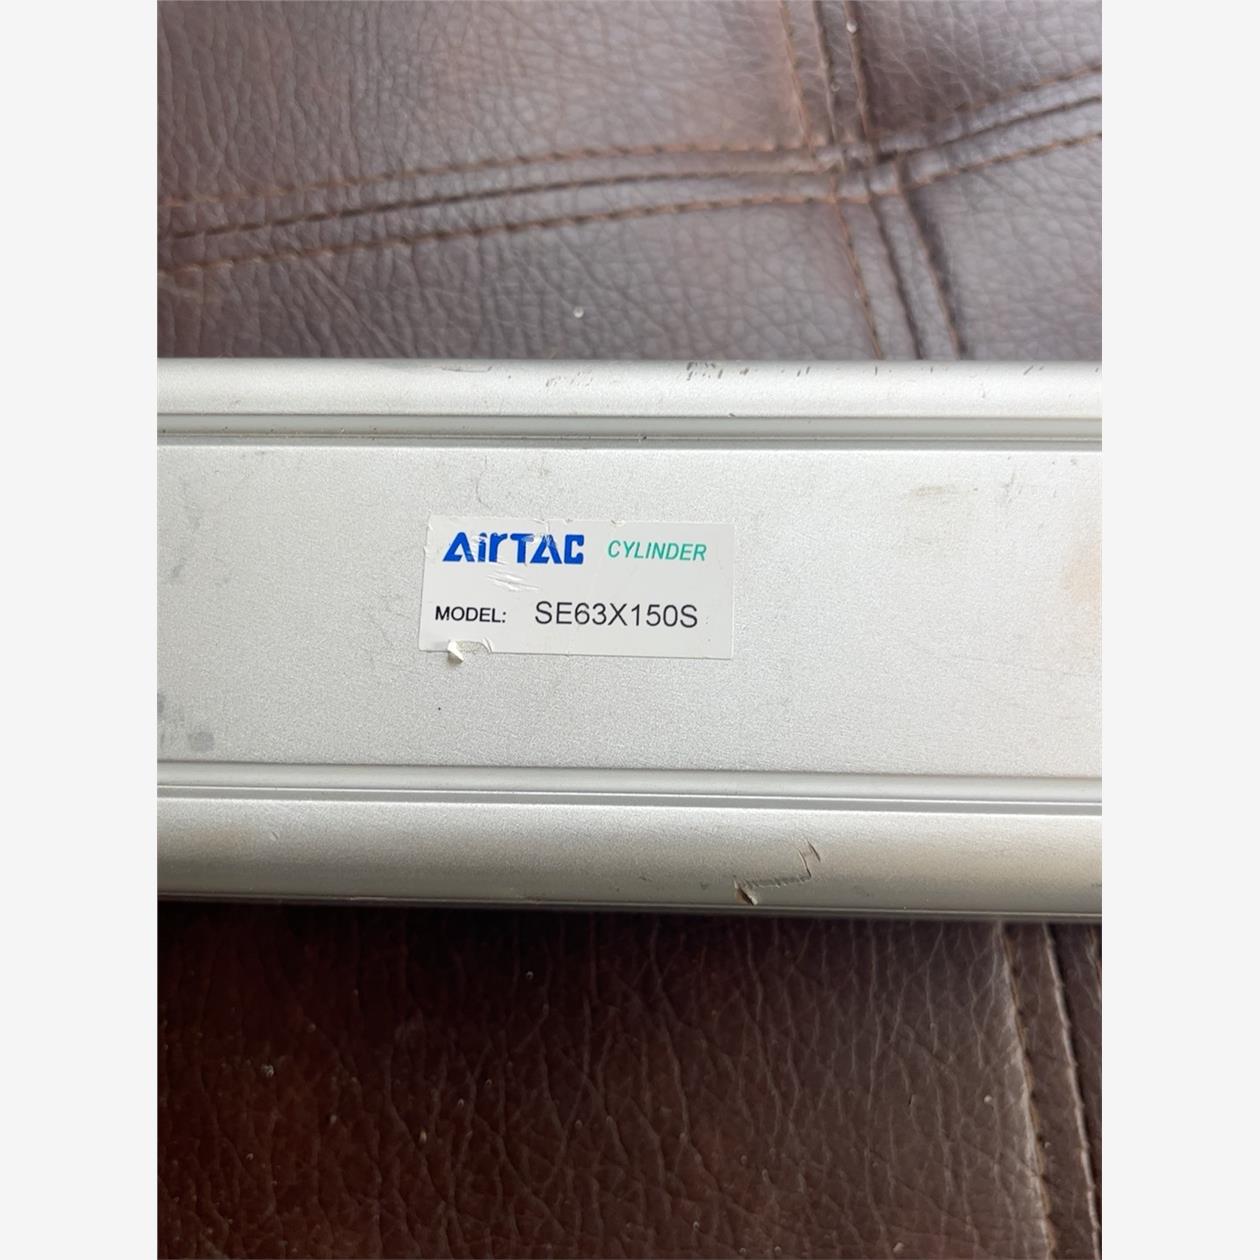 AirTAC CYLINDER
MODEL: SE63X150S